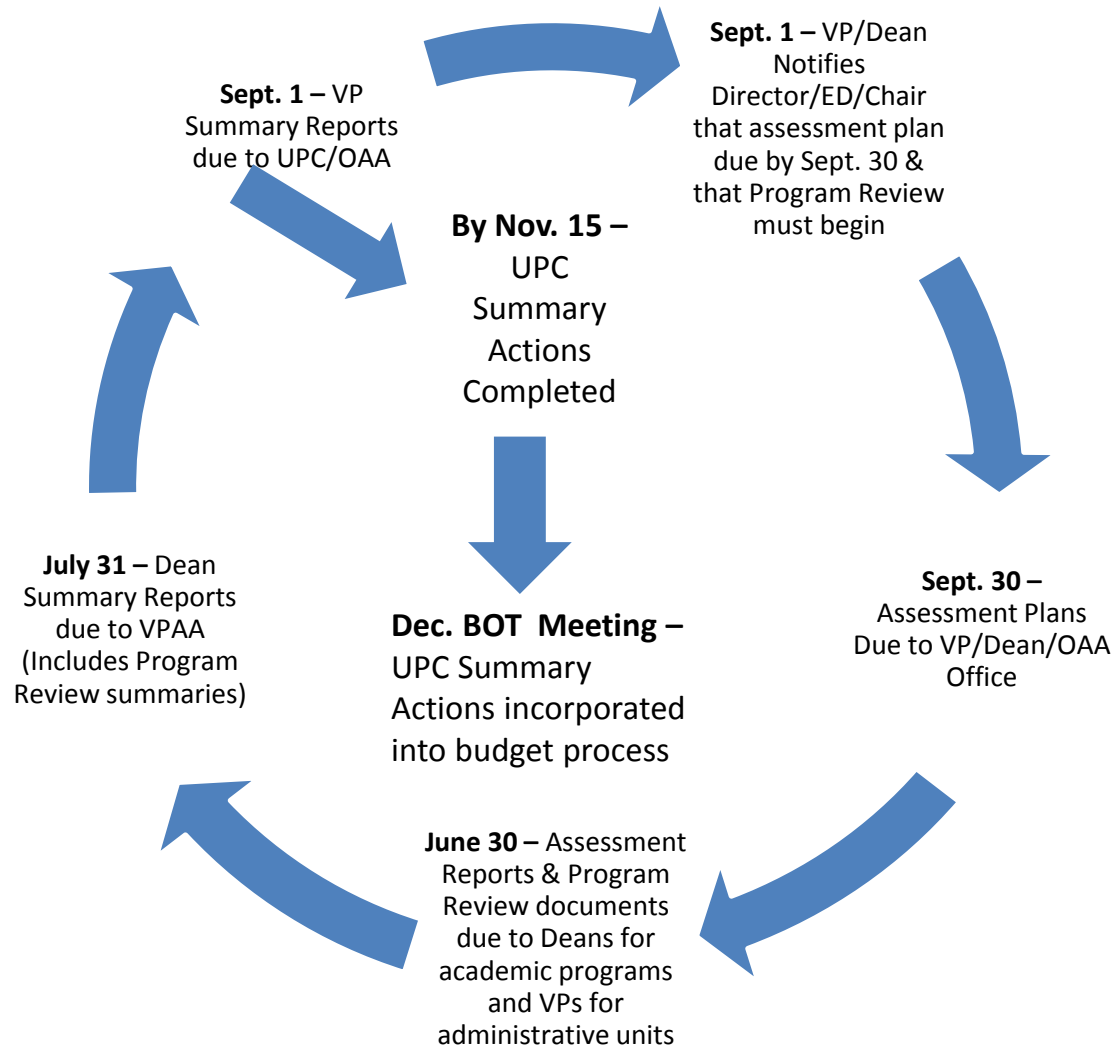 Sept. 1 – VP
Summary Reports
due to UPC/OAA
Sept. 1 – VP/Dean
Notifies
Director/ED/Chair
that assessment plan
due by Sept. 30 &
that Program Review
must begin
By Nov. 15 –
UPC
Summary
Actions
Completed
Sept. 30 –
Assessment Plans
Due to VP/Dean/OAA
Office
Dec. BOT  Meeting –
UPC Summary
Actions incorporated
into budget process
June 30 – Assessment
Reports & Program
Review documents
due to Deans for
academic programs
and VPs for
administrative units
July 31 – Dean
Summary Reports
due to VPAA
(Includes Program
Review summaries)